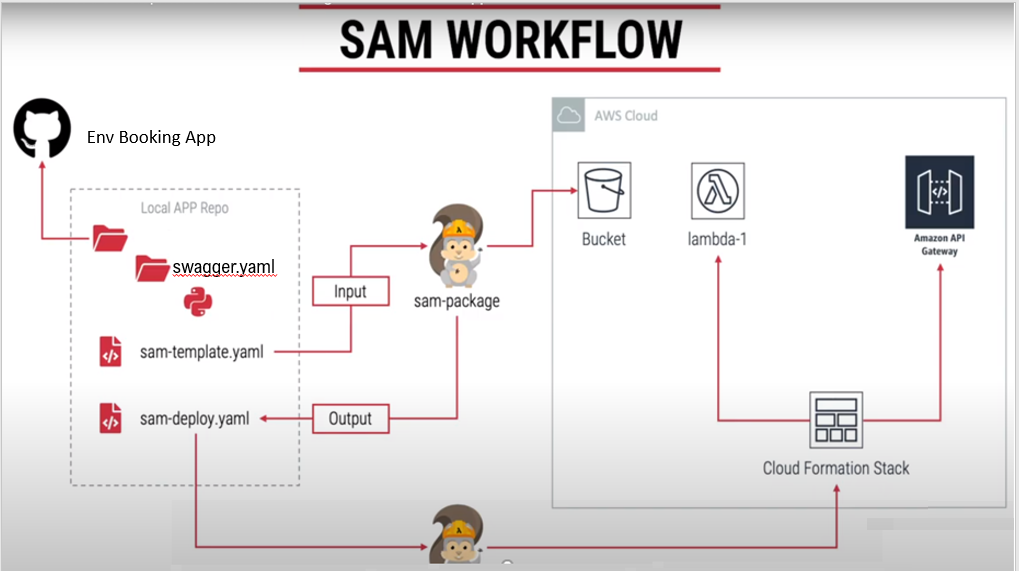 SAM WORKFLOW
Env Booking App
AWS Cloud
Local APP Repo
swagger.yaml
Input
sam-package
sam-template.yaml
sam-deploy.yaml
Output
Bucket
lambda-1
Amazon API
Gateway
Cloud Formation Stack